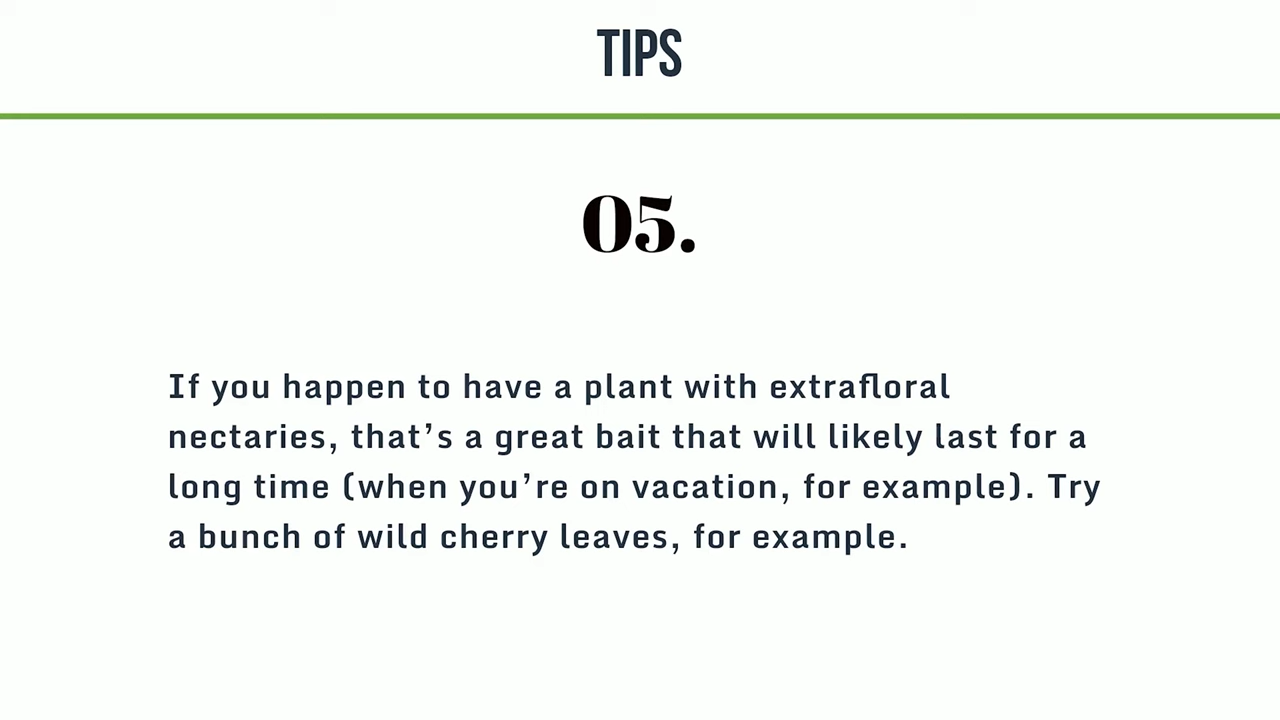 TIPS
05.
If you happen to have a plant with extrafloral
nectaries, that’s a great bait that will likely last for a
long time (when you’re on vacation, for example). Try
a bunch of wild cherry leaves, for example.